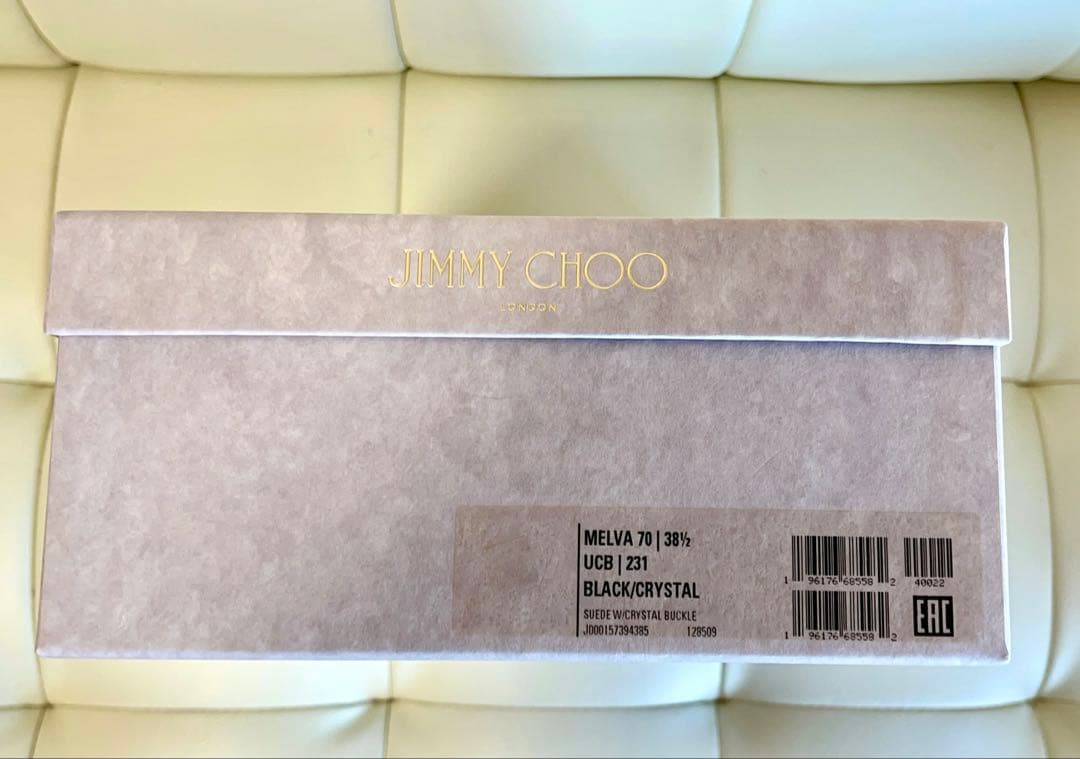 JIMMY CHOO
LONDON
MELVA 70 | 38½
UCB | 231
BLACK/CRYSTAL
SUEDE W/CRYSTAL BUCKLE
J000157394385 128509
1 96176 68558 2 40022
1 96176 68558 2
EAC